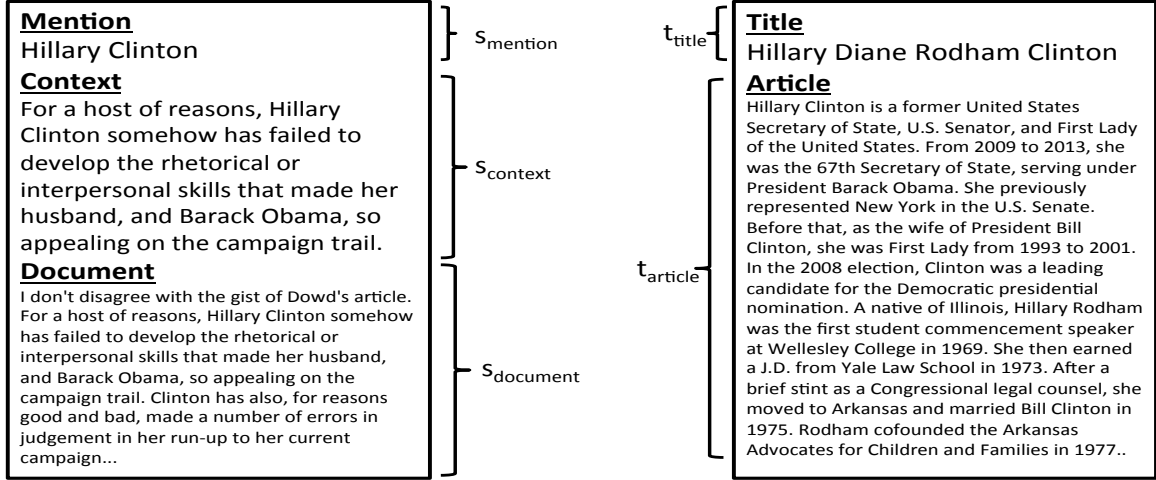 Mention
Hillary Clinton
Context
For a host of reasons, Hillary
Clinton somehow has failed to
develop the rhetorical or
interpersonal skills that made her
husband, and Barack Obama, so
appealing on the campaign trail.
Document
I don't disagree with the gist of Dowd's article.
For a host of reasons, Hillary Clinton somehow
has failed to develop the rhetorical or
interpersonal skills that made her husband,
and Barack Obama, so appealing on the
campaign trail. Clinton has also, for reasons
good and bad, made a number of errors in
judgement in her run-up to her current
campaign...
s_mention
s_context
s_document
t_title
t_article
Title
Hillary Diane Rodham Clinton
Article
Hillary Clinton is a former United States
Secretary of State, U.S. Senator, and First Lady
of the United States. From 2009 to 2013, she
was the 67th Secretary of State, serving under
President Barack Obama. She previously
represented New York in the U.S. Senate.
Before that, as the wife of President Bill
Clinton, she was First Lady from 1993 to 2001.
In the 2008 election, Clinton was a leading
candidate for the Democratic presidential
nomination. A native of Illinois, Hillary Rodham
was the first student commencement speaker
at Wellesley College in 1969. She then earned
a J.D. from Yale Law School in 1973. After a
brief stint as a Congressional legal counsel, she
moved to Arkansas and married Bill Clinton in
1975. Rodham cofounded the Arkansas
Advocates for Children and Families in 1977..